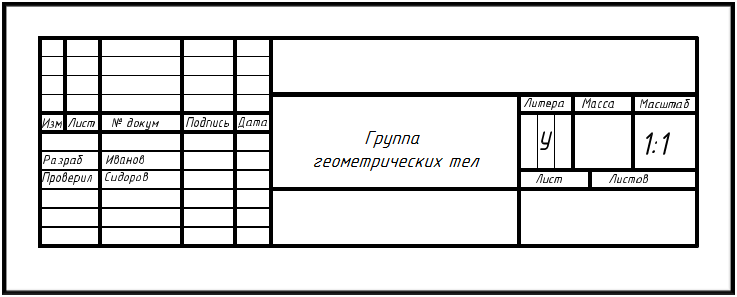 Литера Масса Масштаб
Изм Лист № докум Подпись Дата
Группа
геометрических тел
У
1:1
Разраб Иванов
Проверил Сидоров
Лист Листов